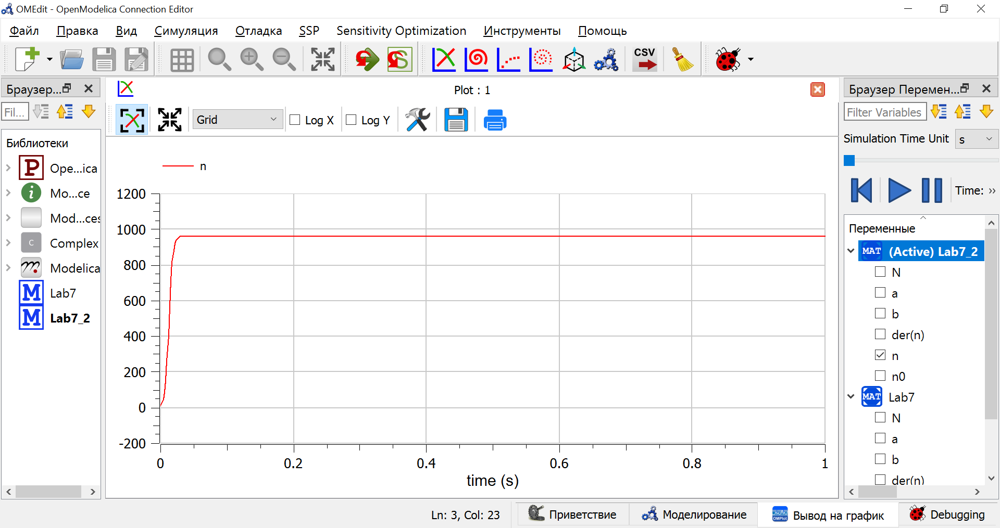 OMEdit - OpenModelica Connection Editor
Файл Правка Вид Симуляция Отладка SSP Sensitivity Optimization Инструменты Помощь
CSV
Браузер...
Fil...
Библиотеки
P Ope...ica
i Mo...ce
Mod...ces
C Complex
m Modelica
M Lab7
M Lab7_2
Plot : 1
Grid Log X Log Y
n
1200
1000
800
600
400
200
0
-200
0 0.2 0.4 0.6 0.8 1
time (s)
Браузер Перемен...
Filter Variables
Simulation Time Unit s
Time: »
Переменные
MAT (Active) Lab7_2
N
a
b
der(n)
n
n0
MAT Lab7
N
a
b
der(n)
Ln: 3, Col: 23 Приветствие Моделирование OMPlot Вывод на график Debugging